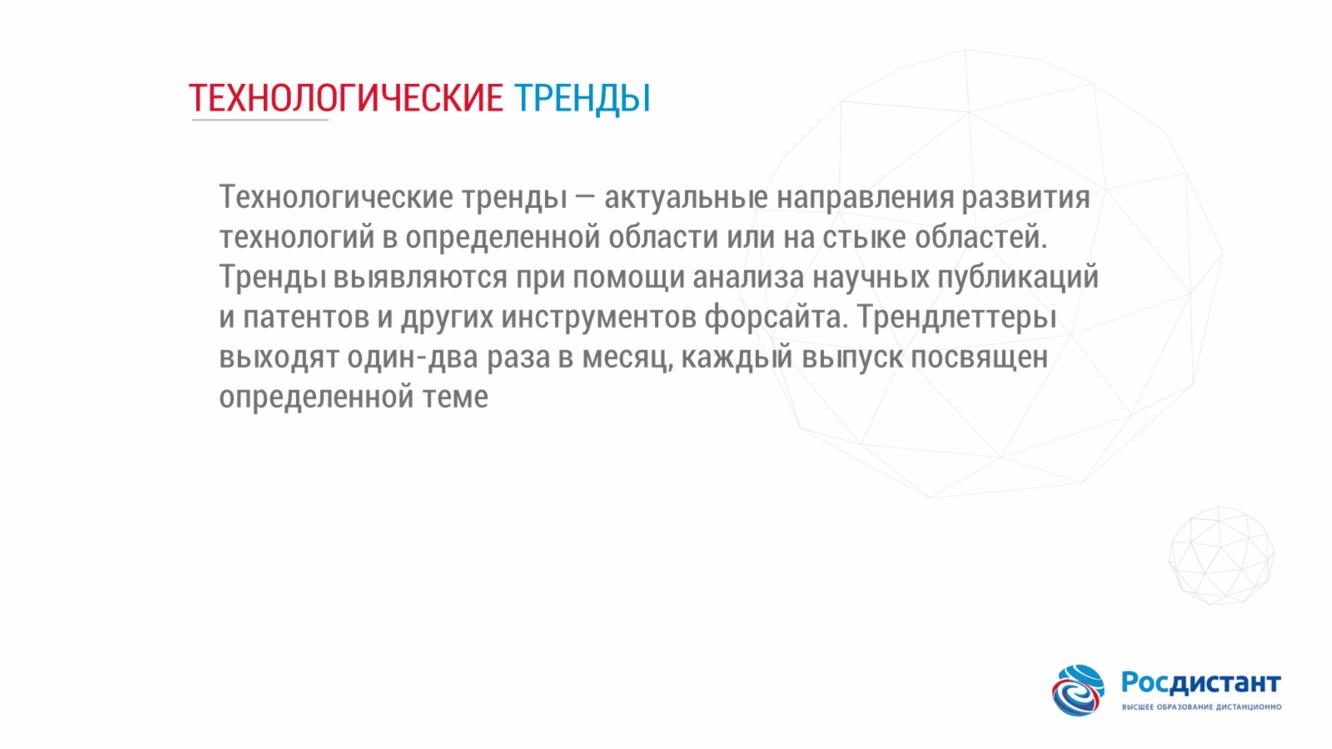 ТЕХНОЛОГИЧЕСКИЕ ТРЕНДЫ
Технологические тренды — актуальные направления развития
технологий в определенной области или на стыке областей.
Тренды выявляются при помощи анализа научных публикаций
и патентов и других инструментов форсайта. Трендлеттеры
выходят один-два раза в месяц, каждый выпуск посвящен
определенной теме
Росдистант
ВЫСШЕЕ ОБРАЗОВАНИЕ ДИСТАНЦИОННО